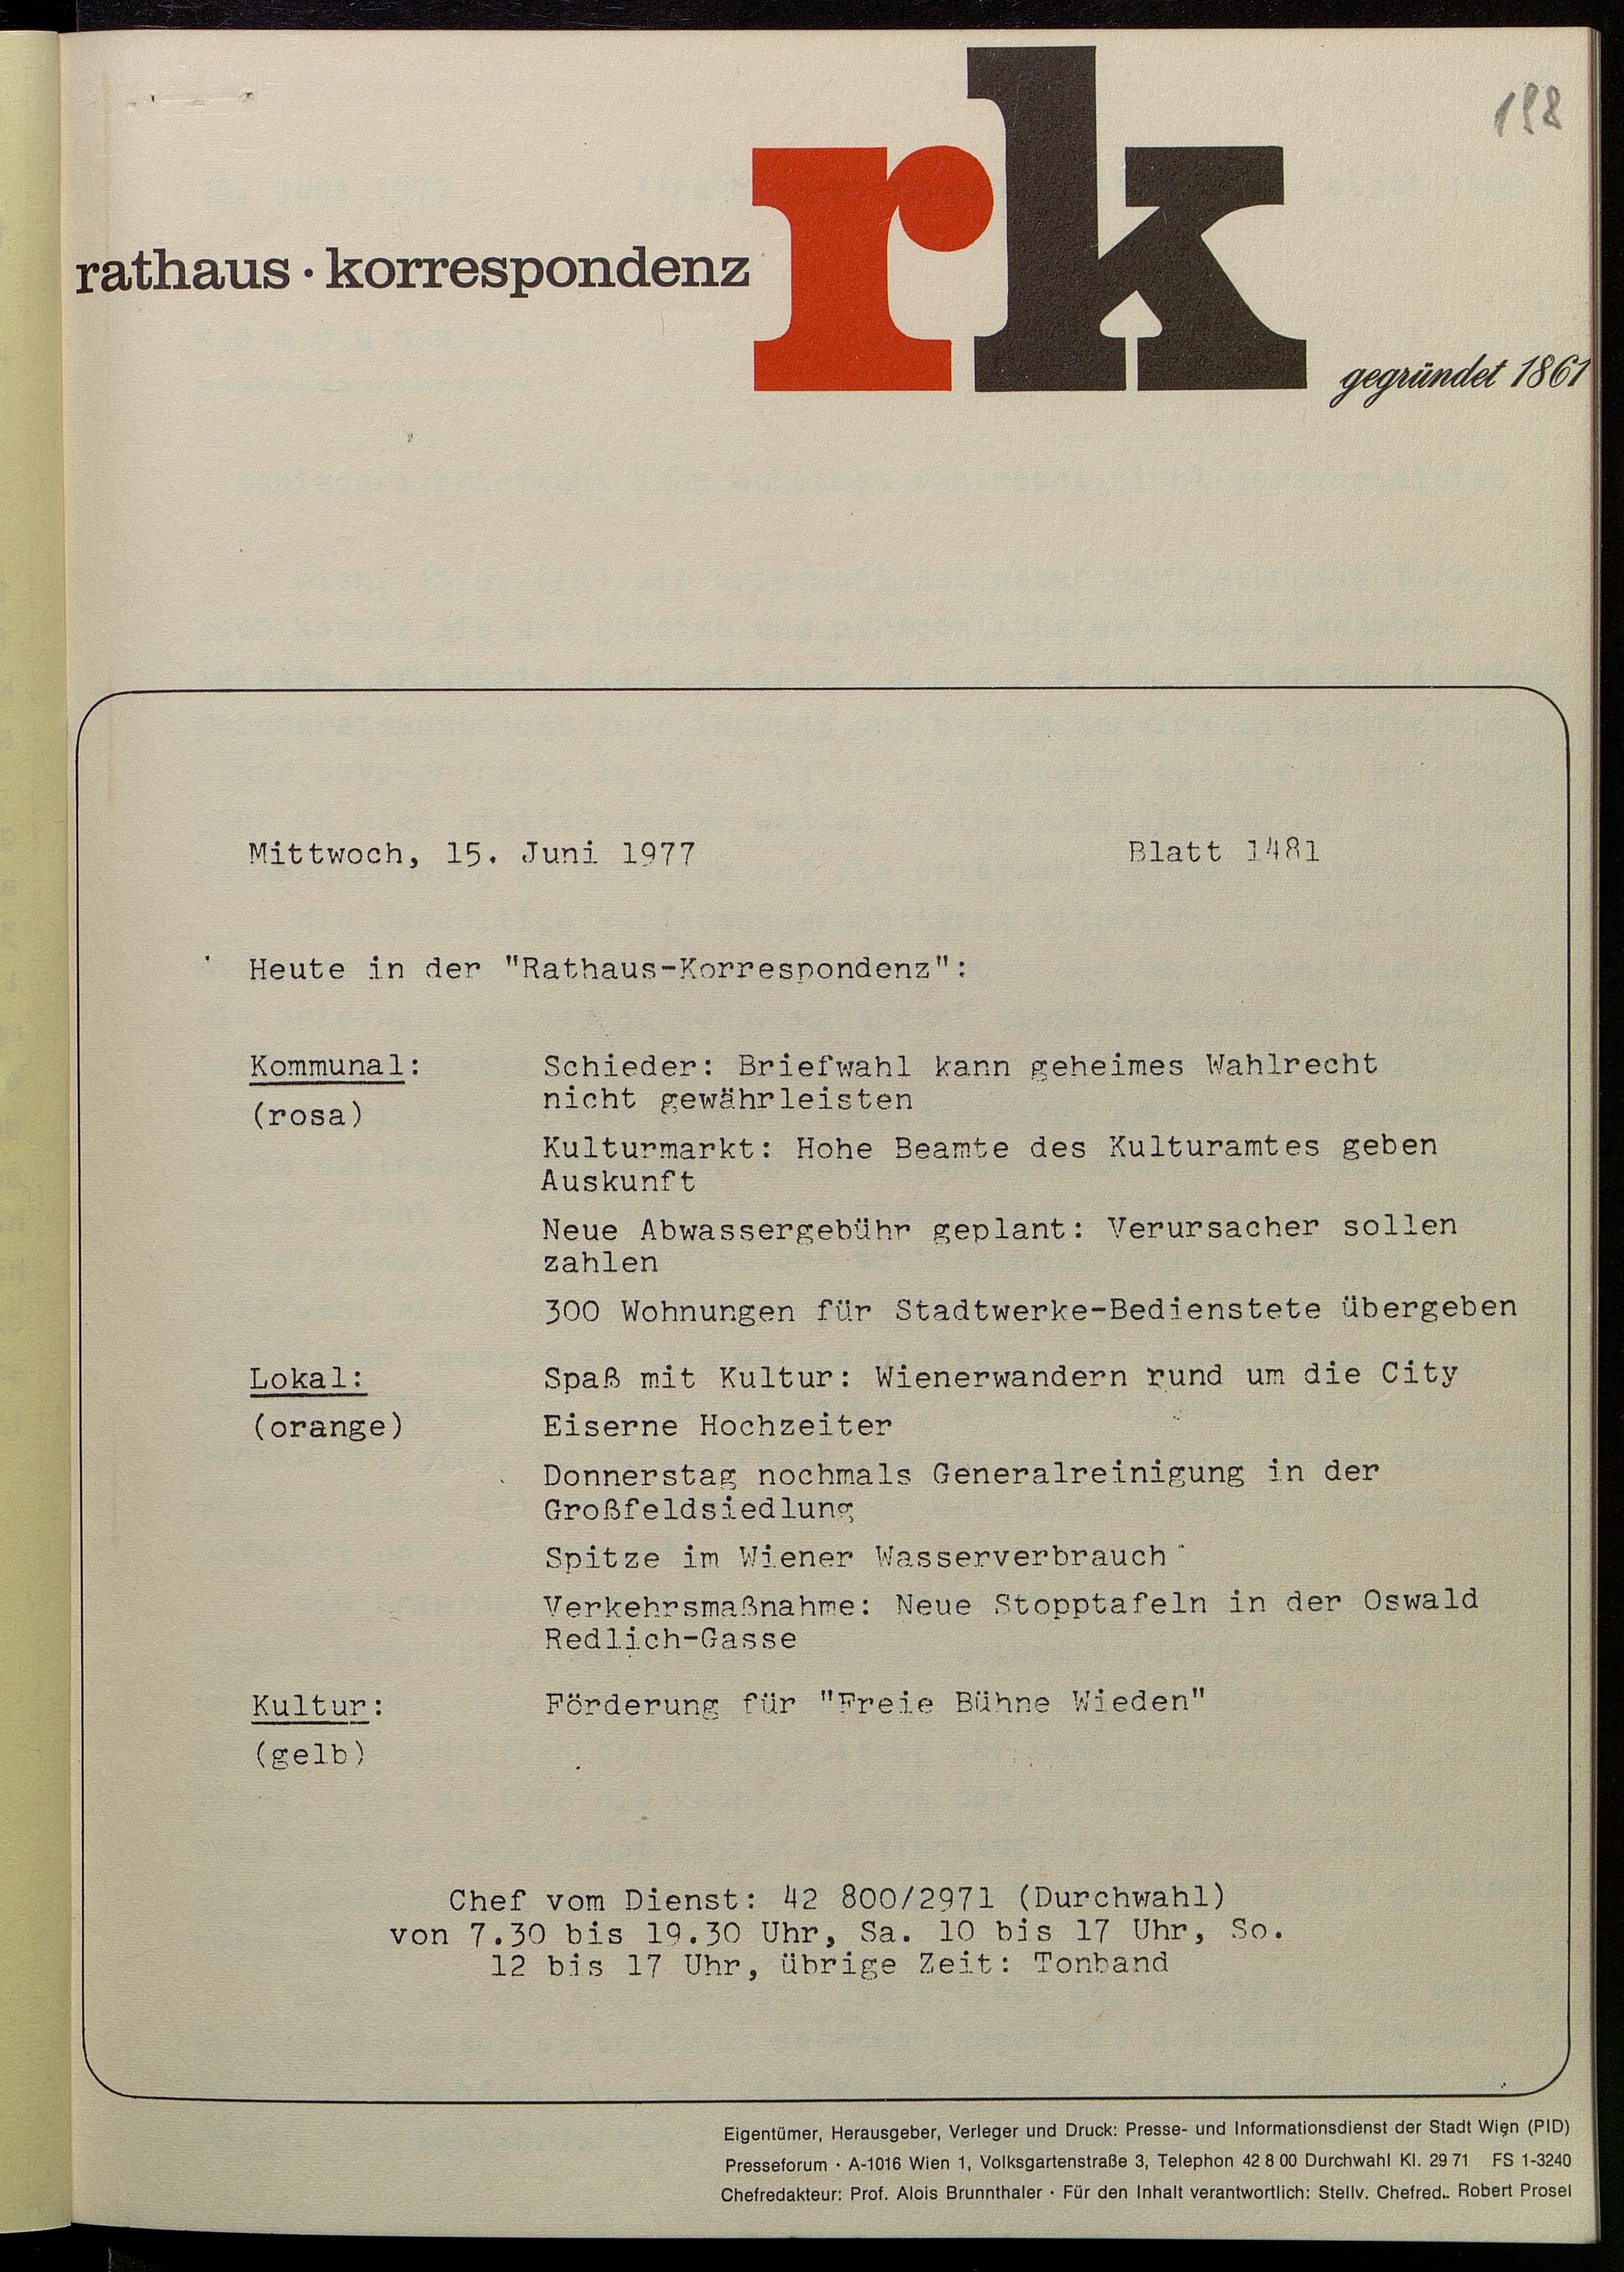 198
rk
rathaus · korrespondenz
gegründet 1861
Mittwoch, 15. Juni 1977 Blatt 1481
Heute in der "Rathaus-Korrespondenz":
Kommunal: Schieder: Briefwahl kann geheimes Wahlrecht
nicht gewährleisten
(rosa)
Kulturmarkt: Hohe Beamte des Kulturamtes geben
Auskunft
Neue Abwassergebühr geplant: Verursacher sollen
zahlen
300 Wohnungen für Stadtwerke-Bedienstete übergeben
Lokal: Spaß mit Kultur: Wienerwandern rund um die City
(orange) Eiserne Hochzeiter
Donnerstag nochmals Generalreinigung in der
Großfeldsiedlung
Spitze im Wiener Wasserverbrauch
Verkehrsmaßnahme: Neue Stopptafeln in der Oswald
Redlich-Gasse
Kultur: Förderung für "Freie Bühne Wieden"
(gelb)
Chef vom Dienst: 42 800/2971 (Durchwahl)
von 7.30 bis 19.30 Uhr, Sa. 10 bis 17 Uhr, So.
12 bis 17 Uhr, übrige Zeit: Tonband
Eigentümer, Herausgeber, Verleger und Druck: Presse- und Informationsdienst der Stadt Wien (PID)
Presseforum · A-1016 Wien 1, Volksgartenstraße 3, Telephon 42 8 00 Durchwahl Kl. 29 71 FS 1-3240
Chefredakteur: Prof. Alois Brunnthaler · Für den Inhalt verantwortlich: Stellv. Chefred.. Robert Prosel